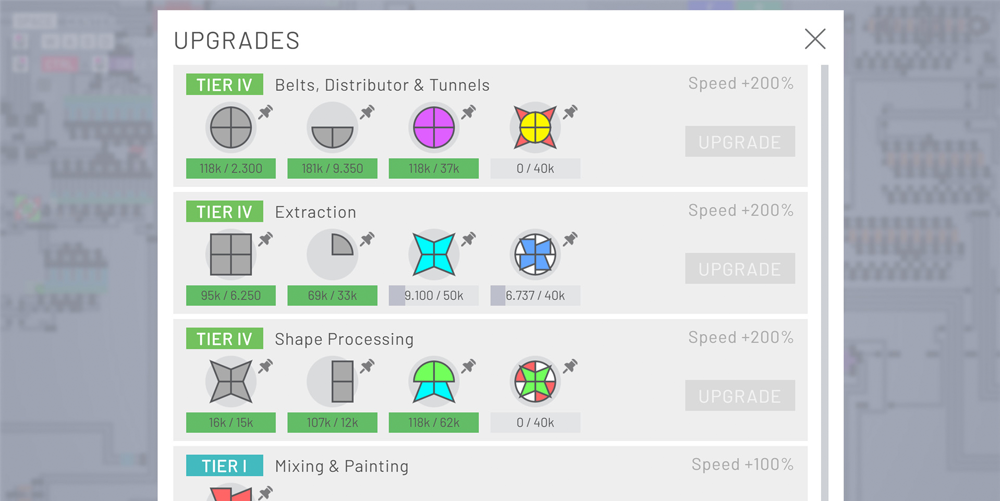 UPGRADES
TIER IV Belts, Distributor & Tunnels Speed +200%
118k / 2.300 181k / 9.350 118k / 37k 0 / 40k
UPGRADE
TIER IV Extraction Speed +200%
95k / 6.250 69k / 33k 9.100 / 50k 6.737 / 40k
UPGRADE
TIER IV Shape Processing Speed +200%
16k / 15k 107k / 12k 118k / 62k 0 / 40k
UPGRADE
TIER I Mixing & Painting Speed +100%